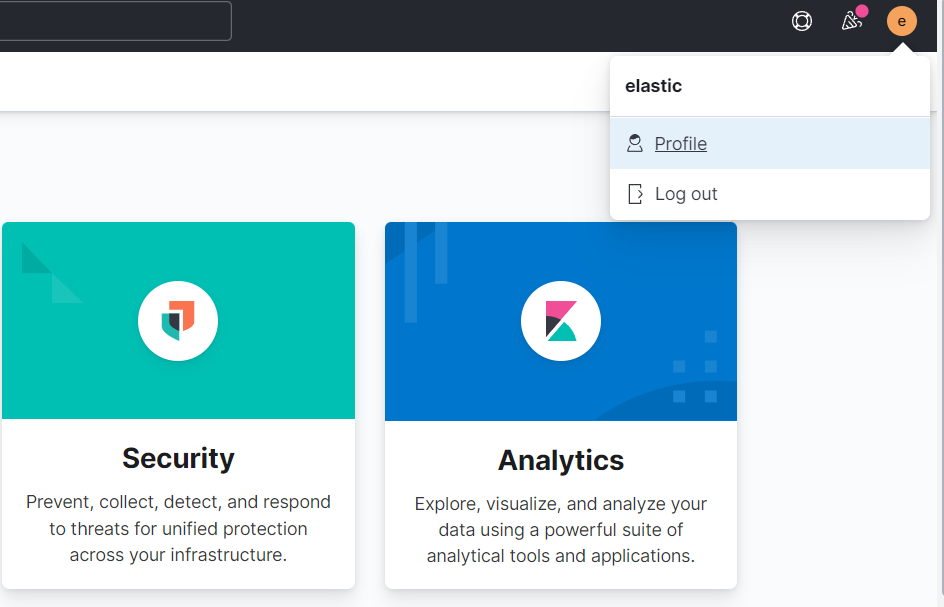 e
elastic
Profile
Log out
Security
Prevent, collect, detect, and respond
to threats for unified protection
across your infrastructure.
Analytics
Explore, visualize, and analyze your
data using a powerful suite of
analytical tools and applications.